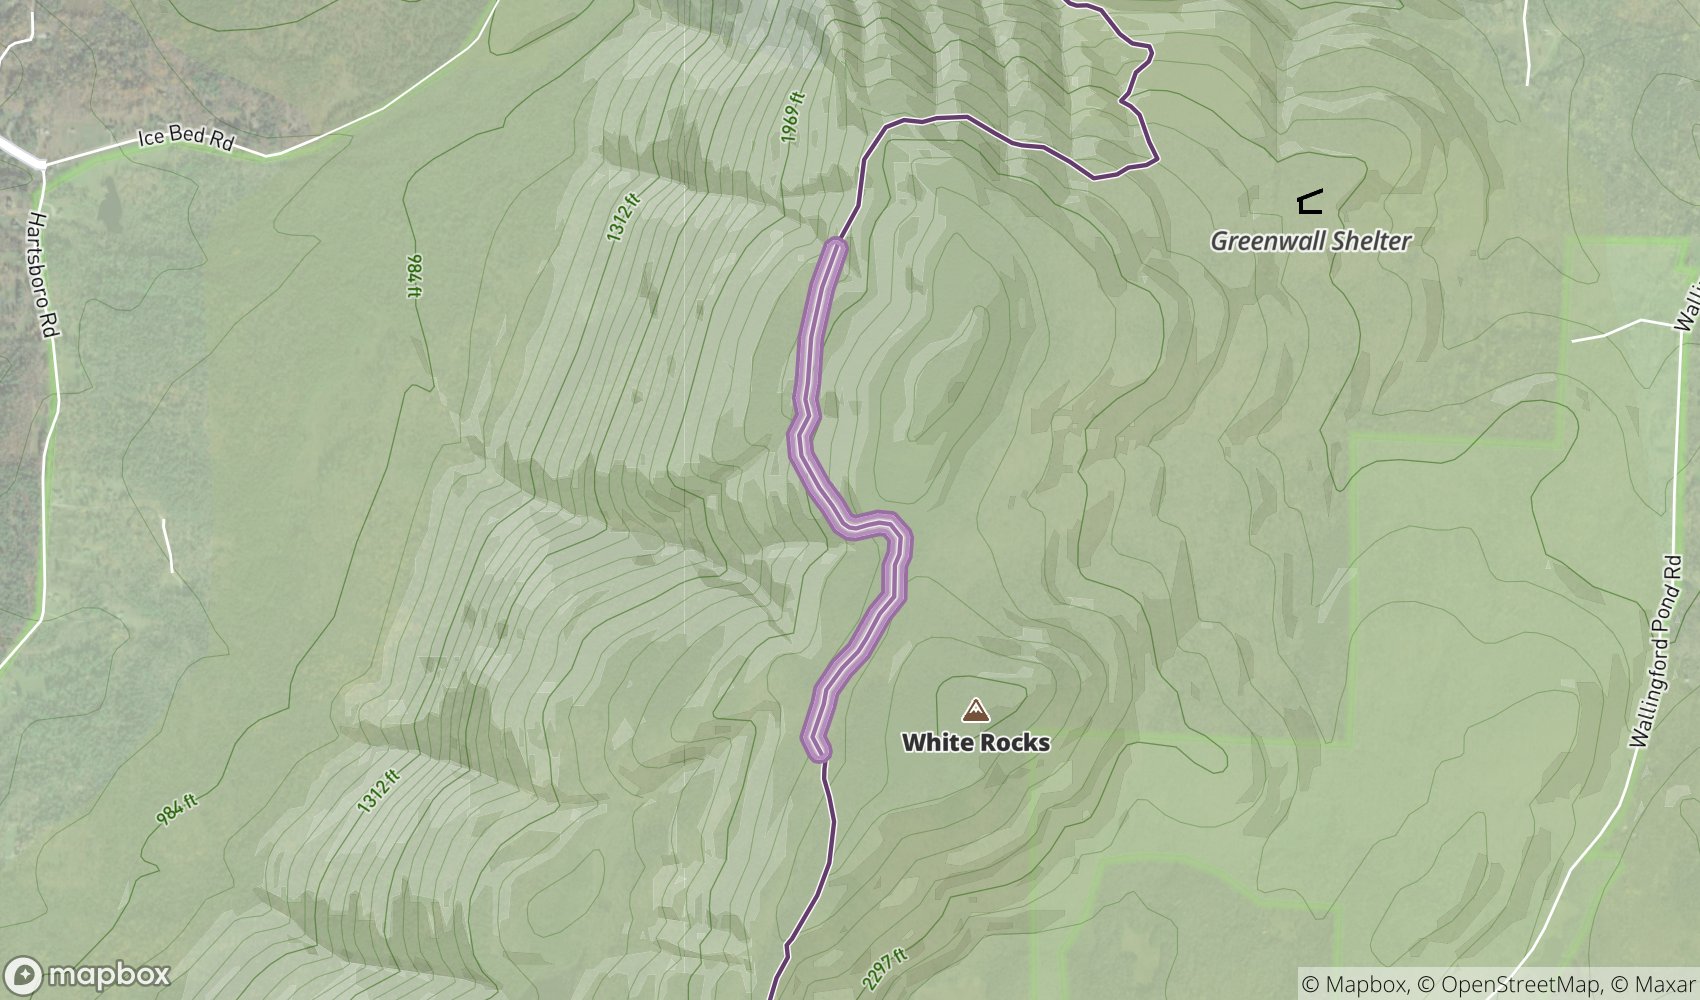 Ice Bed Rd
1969 ft
1312 ft
Hartsboro Rd
984 ft
Greenwall Shelter
Wallingford Pond Rd
White Rocks
1312 ft
984 ft
2297 ft
mapbox
© Mapbox, © OpenStreetMap, © Maxar